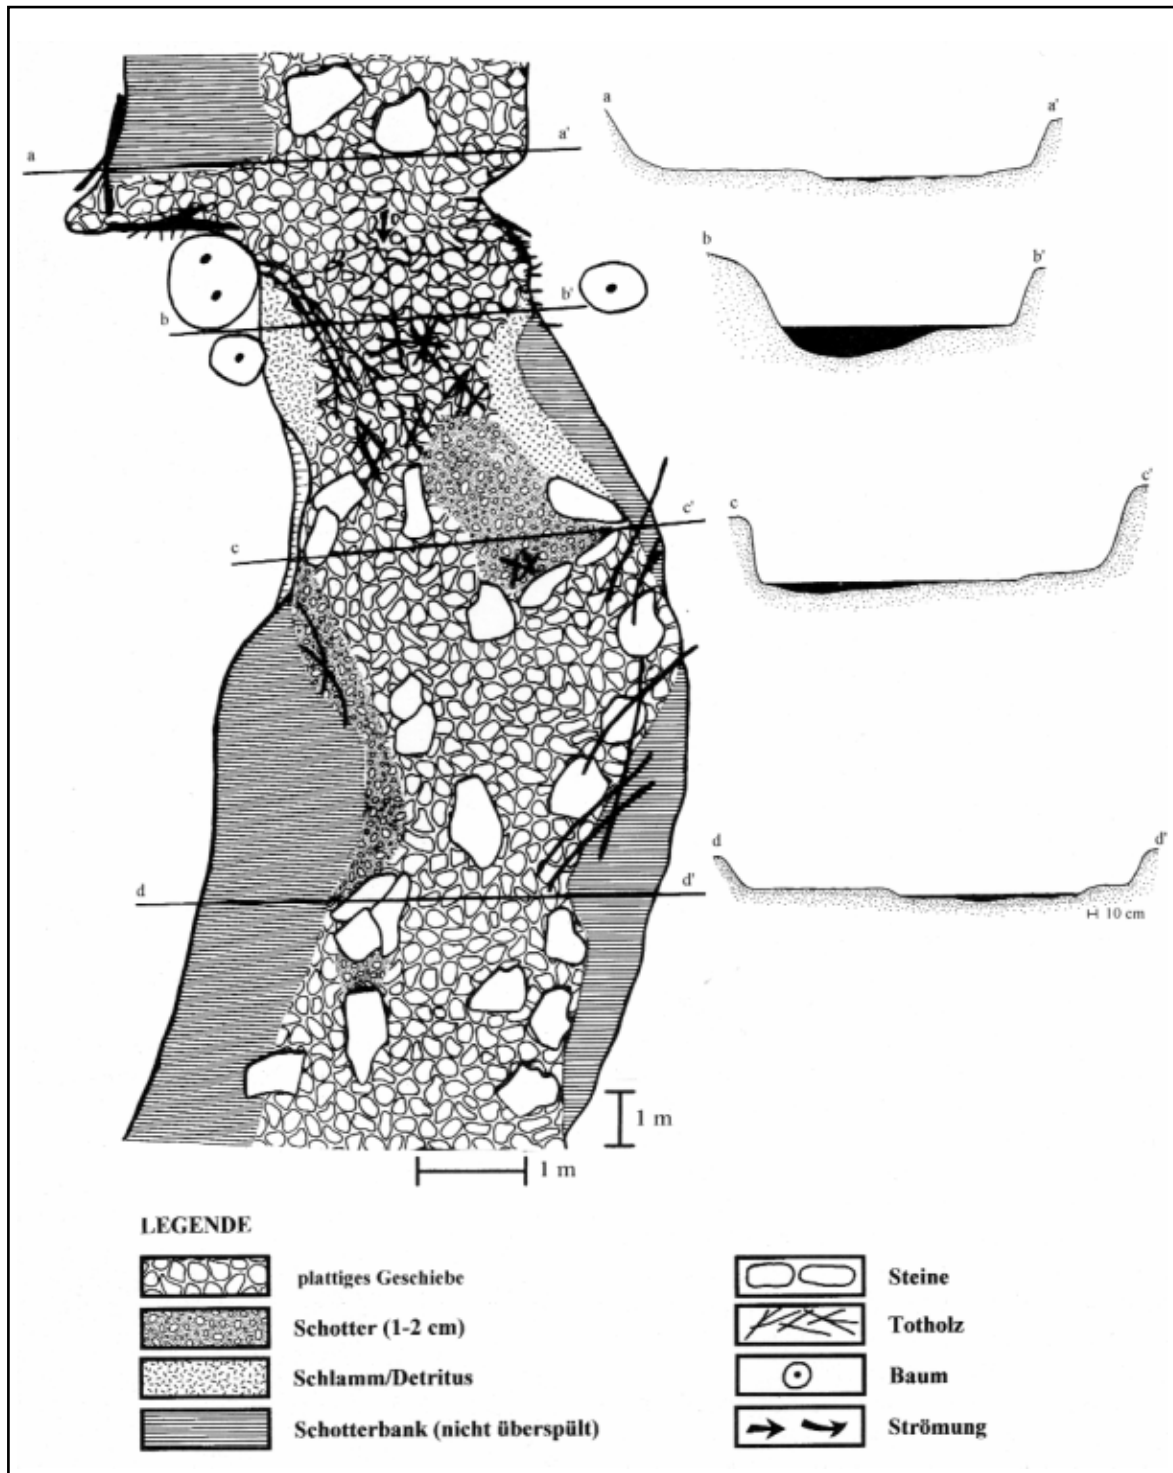 a
a'
b
b'
c
c'
d
d'
1 m
1 m
a
a'
b
b'
c
c'
d
d'
10 cm
LEGENDE
plattiges Geschiebe
Schotter (1-2 cm)
Schlamm/Detritus
Schotterbank (nicht überspült)
Steine
Totholz
Baum
Strömung